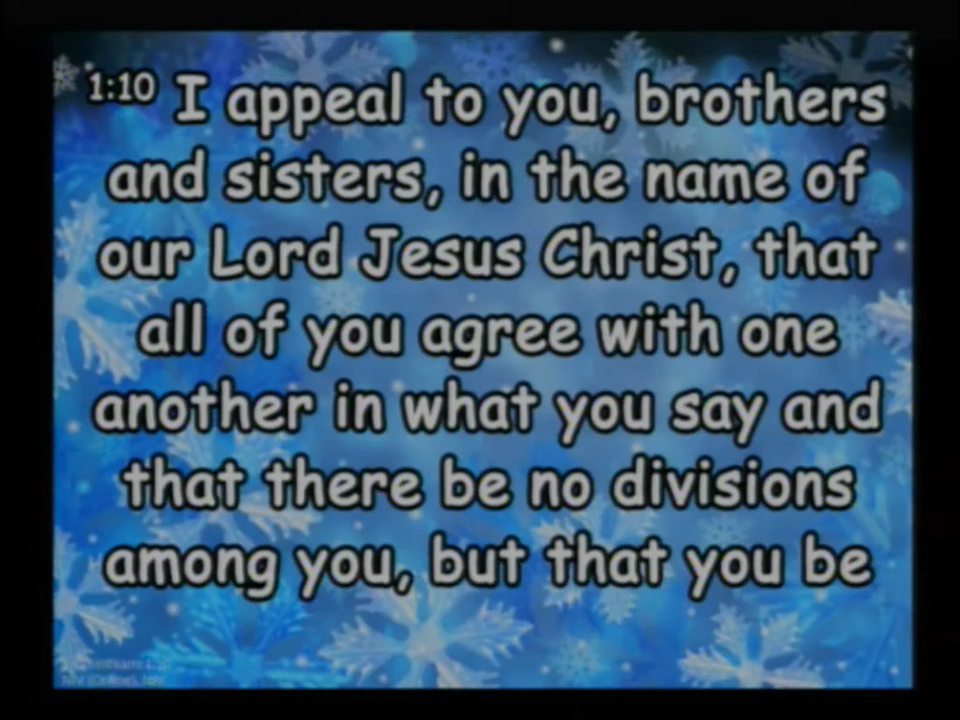 1:10 I appeal to you, brothers
and sisters, in the name of
our Lord Jesus Christ, that
all of you agree with one
another in what you say and
that there be no divisions
among you, but that you be